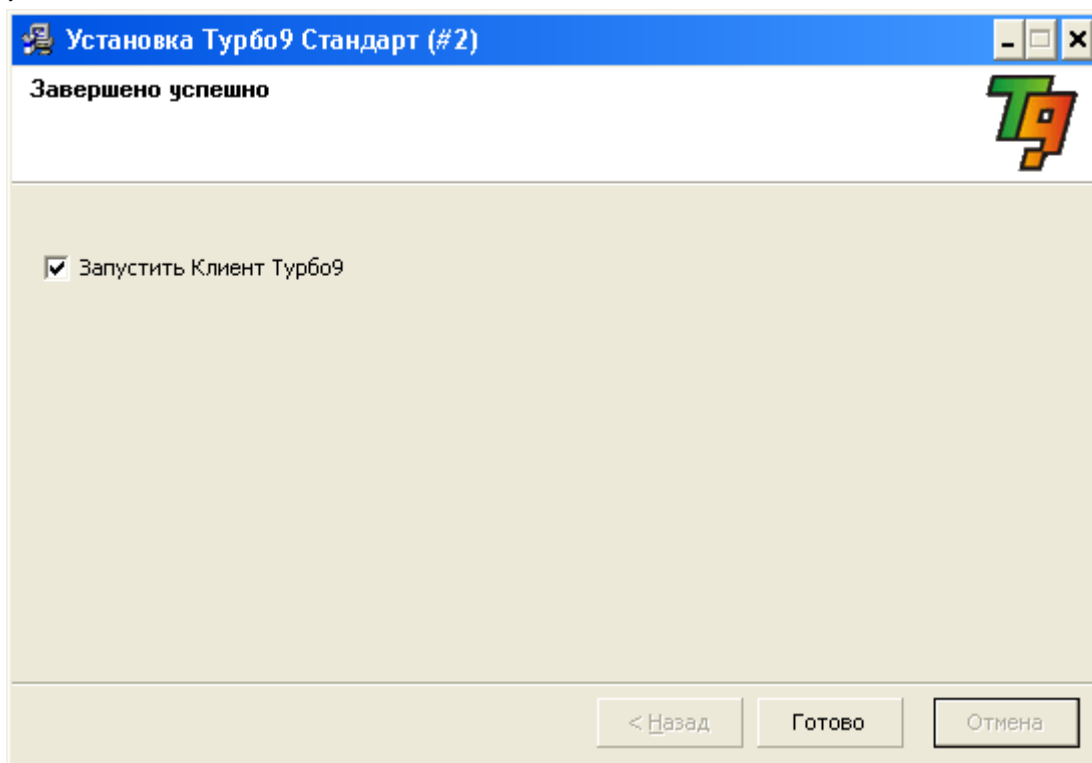 Установка Турбо9 Стандарт (#2)
Завершено успешно
T9
Запустить Клиент Турбо9
< Назад
Готово
Отмена